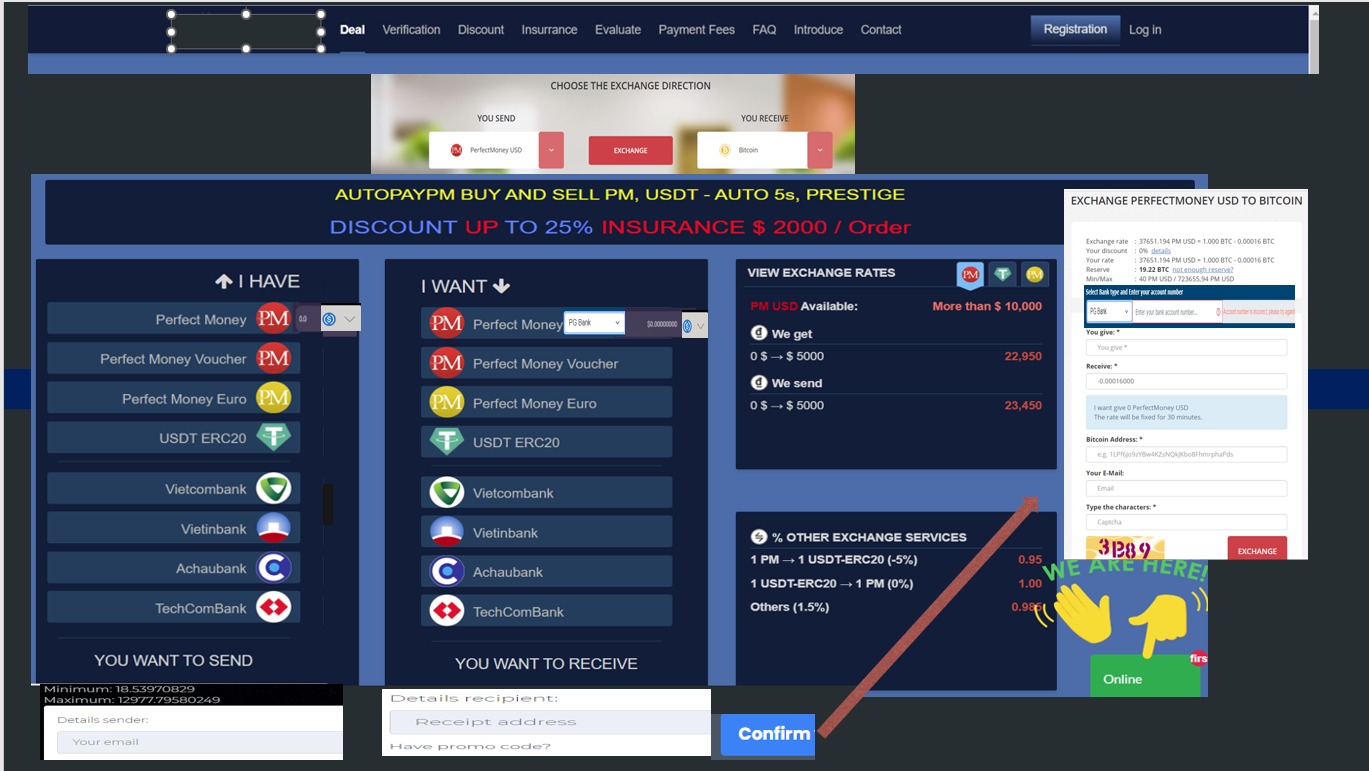 Deal Verification Discount Insurrance Evaluate Payment Fees FAQ Introduce Contact Registration Log in
CHOOSE THE EXCHANGE DIRECTION
YOU SEND YOU RECEIVE
PM PerfectMoney USD EXCHANGE Bitcoin
AUTOPAYPM BUY AND SELL PM, USDT - AUTO 5s, PRESTIGE
DISCOUNT UP TO 25% INSURANCE $ 2000 / Order
I HAVE
Perfect Money PM 0.0
Perfect Money Voucher PM
Perfect Money Euro PM
USDT ERC20
Vietcombank
Vietinbank
Achaubank
TechComBank
YOU WANT TO SEND
Minimum: 18.53970829
Maximum: 12977.79580249
Details sender:
Your email
I WANT
PM Perfect Money PG Bank $0.00000000
PM Perfect Money Voucher
PM Perfect Money Euro
USDT ERC20
Vietcombank
Vietinbank
Achaubank
TechComBank
YOU WANT TO RECEIVE
Details recipient:
Receipt address
Have promo code?
Confirm
VIEW EXCHANGE RATES PM PM
PM USD Available: More than $ 10,000
đ We get
0 $ → $ 5000 22,950
đ We send
0 $ → $ 5000 23,450
% OTHER EXCHANGE SERVICES
1 PM → 1 USDT-ERC20 (-5%) 0.95
1 USDT-ERC20 → 1 PM (0%) 1.00
Others (1.5%) 0.985
EXCHANGE PERFECTMONEY USD TO BITCOIN
Exchange rate : 37651.194 PM USD = 1.000 BTC - 0.00016 BTC
Your discount : 0% details
Your rate : 37651.194 PM USD = 1.000 BTC - 0.00016 BTC
Reserve : 19.22 BTC not enough reserve?
Min/Max : 40 PM USD / 723655.94 PM USD
Select Bank type and Enter your account number
PG Bank Enter your bank account number... Account number is incorrect, please try again
You give: *
You give *
Receive: *
-0.00016000
I want give 0 PerfectMoney USD
The rate will be fixed for 30 minutes.
Bitcoin Address: *
Your E-Mail:
Email
Type the characters: *
Captcha
3B89 EXCHANGE
WE ARE HERE!
firs
Online